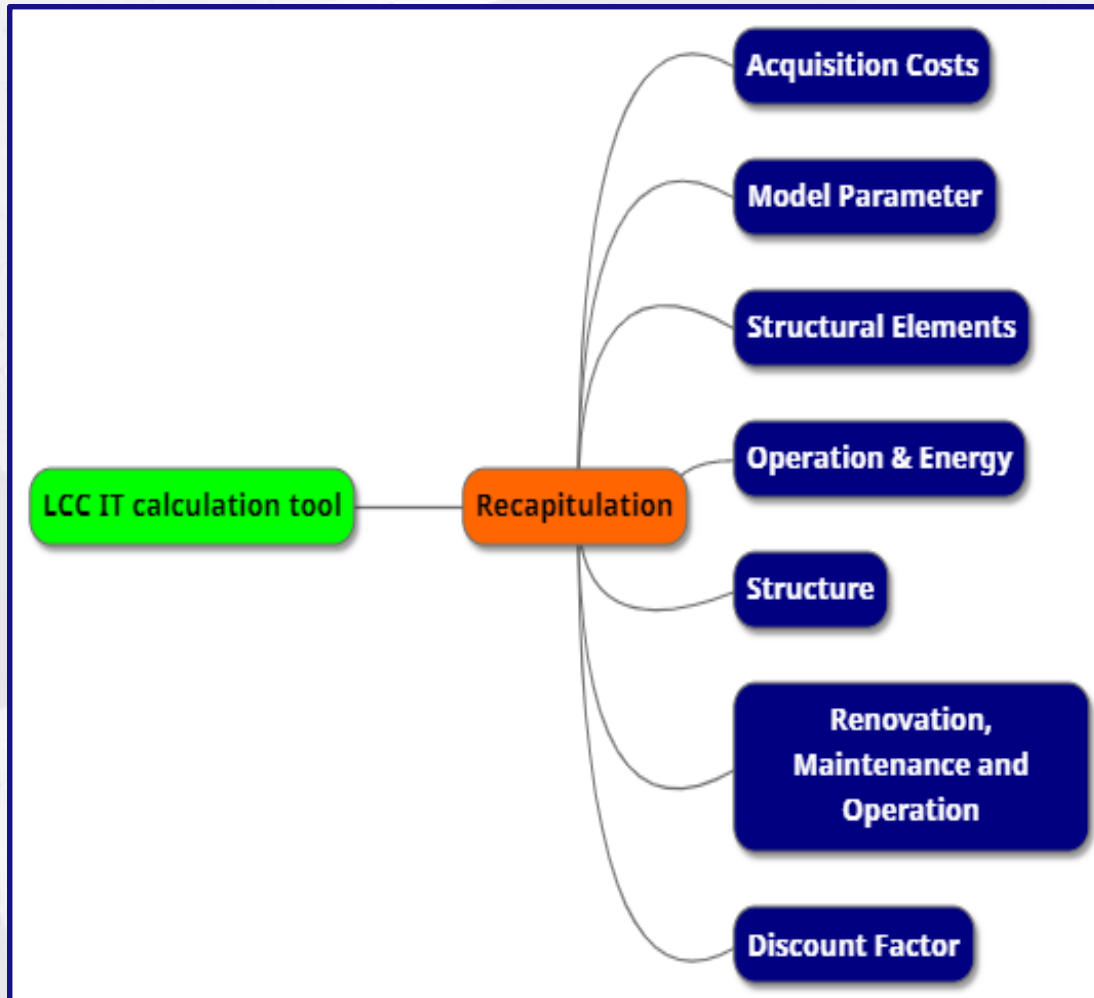 Acquisition Costs
Model Parameter
Structural Elements
Operation & Energy
LCC IT calculation tool
Recapitulation
Structure
Renovation,
Maintenance and
Operation
Discount Factor